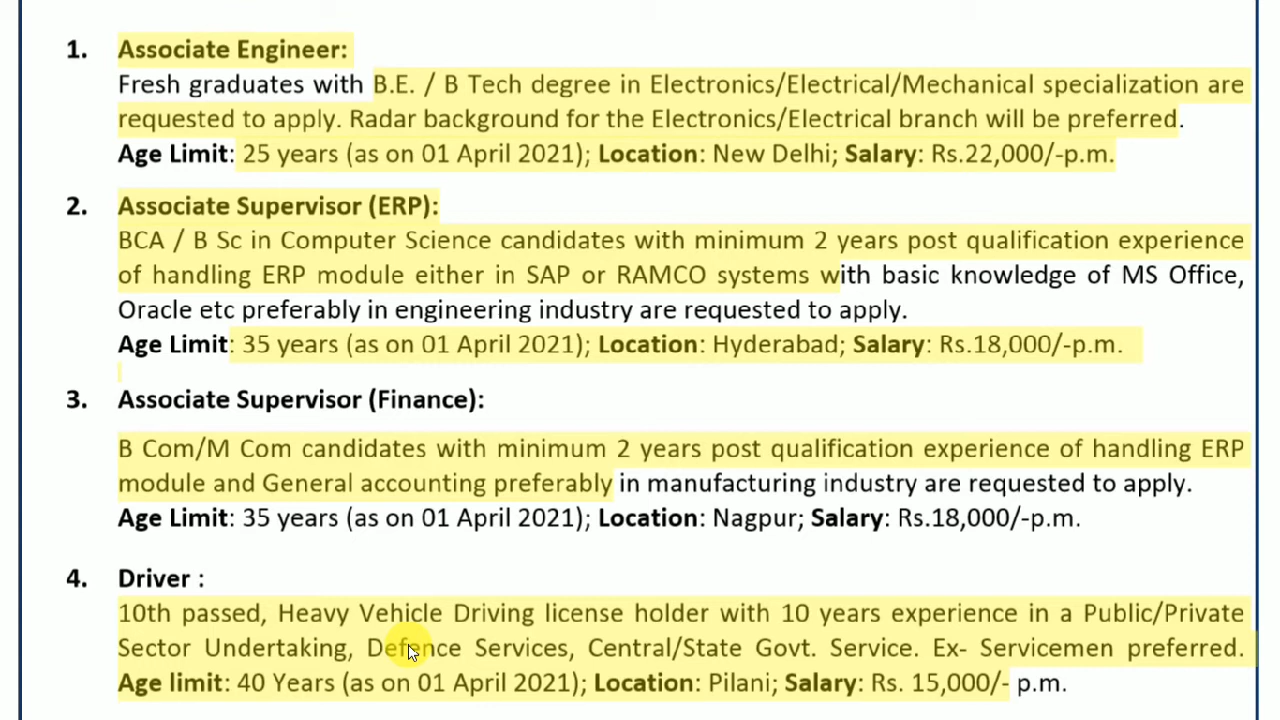 1. Associate Engineer:
Fresh graduates with B.E. / B Tech degree in Electronics/Electrical/Mechanical specialization are
requested to apply. Radar background for the Electronics/Electrical branch will be preferred.
Age Limit: 25 years (as on 01 April 2021); Location: New Delhi; Salary: Rs.22,000/-p.m.
2. Associate Supervisor (ERP):
BCA / B Sc in Computer Science candidates with minimum 2 years post qualification experience
of handling ERP module either in SAP or RAMCO systems with basic knowledge of MS Office,
Oracle etc preferably in engineering industry are requested to apply.
Age Limit: 35 years (as on 01 April 2021); Location: Hyderabad; Salary: Rs.18,000/-p.m.
3. Associate Supervisor (Finance):
B Com/M Com candidates with minimum 2 years post qualification experience of handling ERP
module and General accounting preferably in manufacturing industry are requested to apply.
Age Limit: 35 years (as on 01 April 2021); Location: Nagpur; Salary: Rs.18,000/-p.m.
4. Driver :
10th passed, Heavy Vehicle Driving license holder with 10 years experience in a Public/Private
Sector Undertaking, Defence Services, Central/State Govt. Service. Ex- Servicemen preferred.
Age limit: 40 Years (as on 01 April 2021); Location: Pilani; Salary: Rs. 15,000/- p.m.